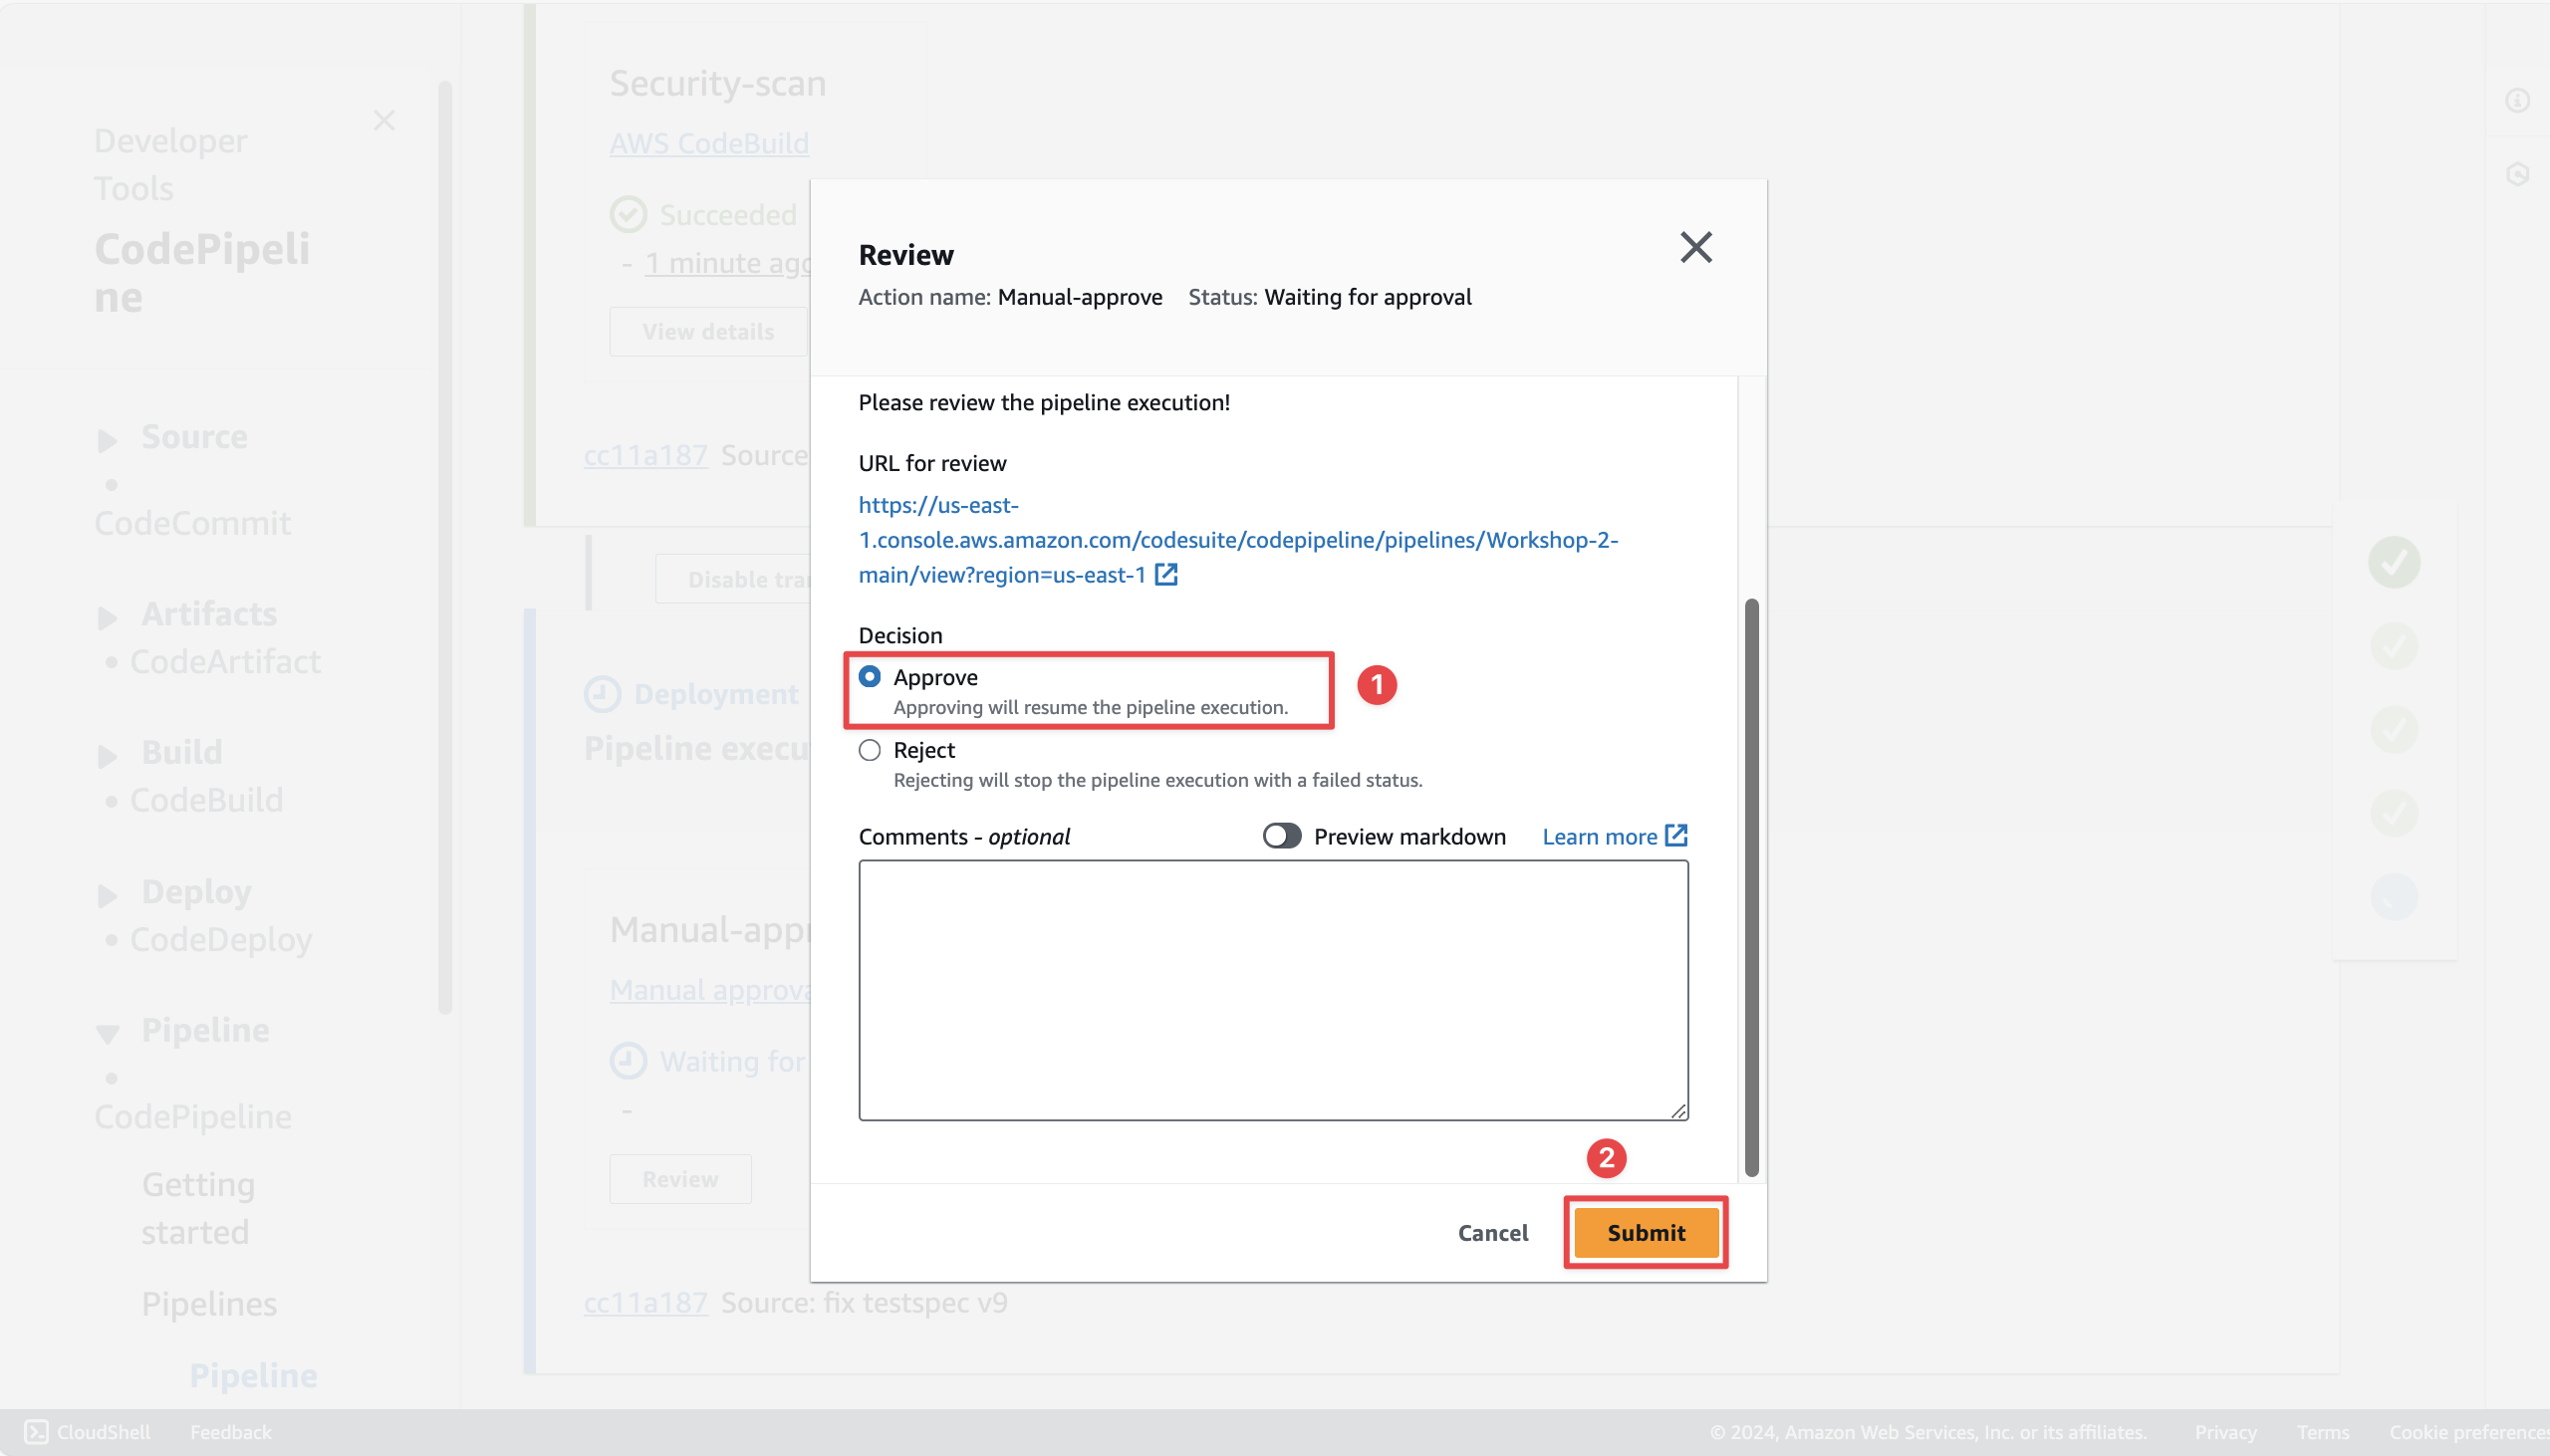 Developer
Tools
CodePipeli
ne
Source
CodeCommit
Artifacts
CodeArtifact
Build
CodeBuild
Deploy
CodeDeploy
Pipeline
CodePipeline
Getting
started
Pipelines
Pipeline
Security-scan
AWS CodeBuild
Succeeded
- 1 minute ago
View details
cc11a187 Source
Disable
Deployment
Pipeline
Manual-
Manual
Waiting for
-
Review
cc11a187 Source: fix testspec v9
Review
Action name: Manual-approve Status: Waiting for approval
Please review the pipeline execution!
URL for review
https://us-east-
1.console.aws.amazon.com/codesuite/codepipeline/pipelines/Workshop-2-
main/view?region=us-east-1
Decision
Approve
Approving will resume the pipeline execution.
1
Reject
Rejecting will stop the pipeline execution with a failed status.
Comments - optional Preview markdown Learn more
2
Cancel Submit
CloudShell Feedback © 2024, Amazon Web Services, Inc. or its affiliates. Privacy Terms Cookie preferences